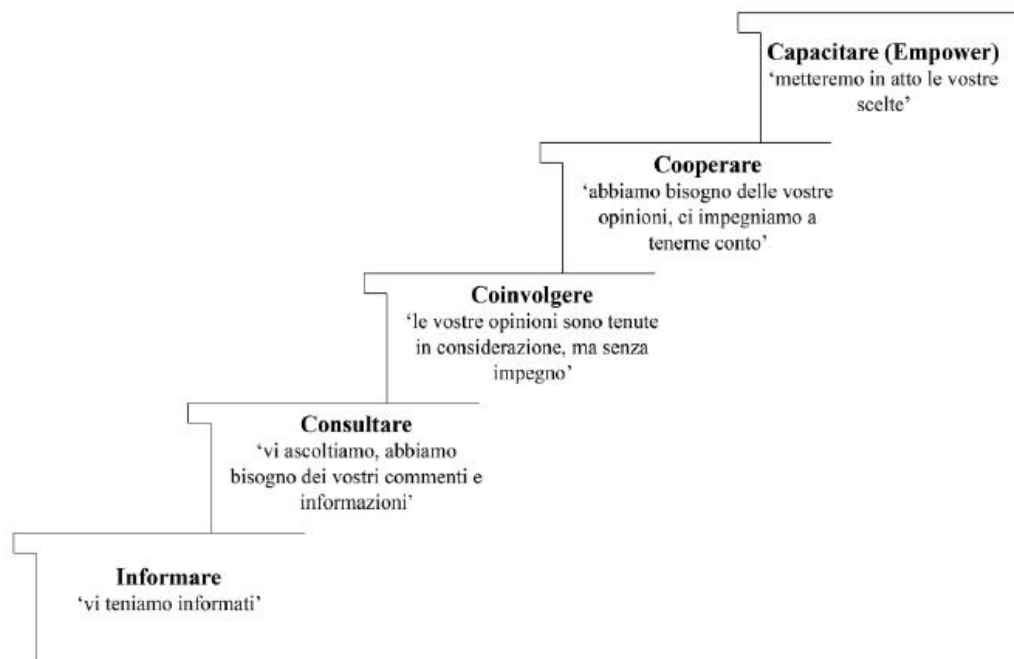 Capacitare (Empower)
‘metteremo in atto le vostre
scelte’
Cooperare
‘abbiamo bisogno delle vostre
opinioni, ci impegniamo a
tenerne conto’
Coinvolgere
‘le vostre opinioni sono tenute
in considerazione, ma senza
impegno’
Consultare
‘vi ascoltiamo, abbiamo
bisogno dei vostri commenti e
informazioni’
Informare
‘vi teniamo informati’